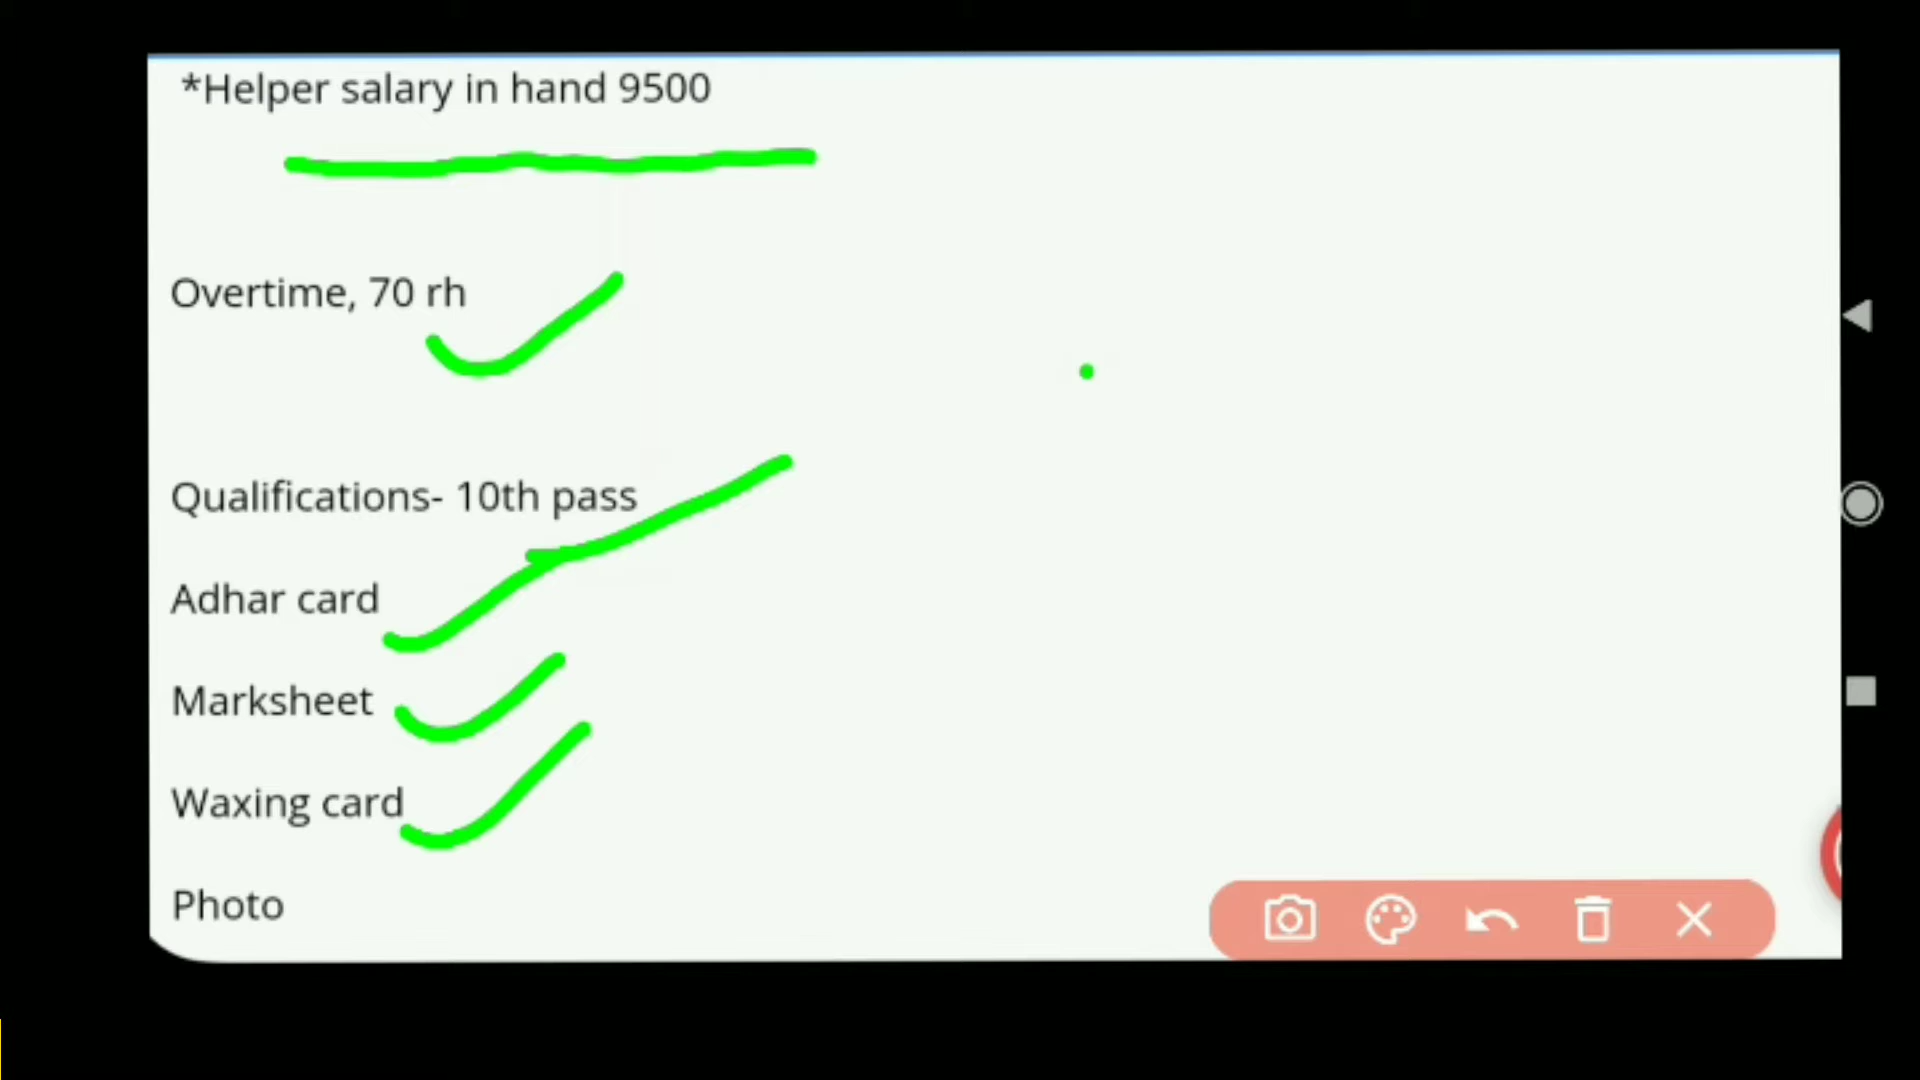 *Helper salary in hand 9500
Overtime, 70 rh
Qualifications- 10th pass
Adhar card
Marksheet
Waxing card
Photo